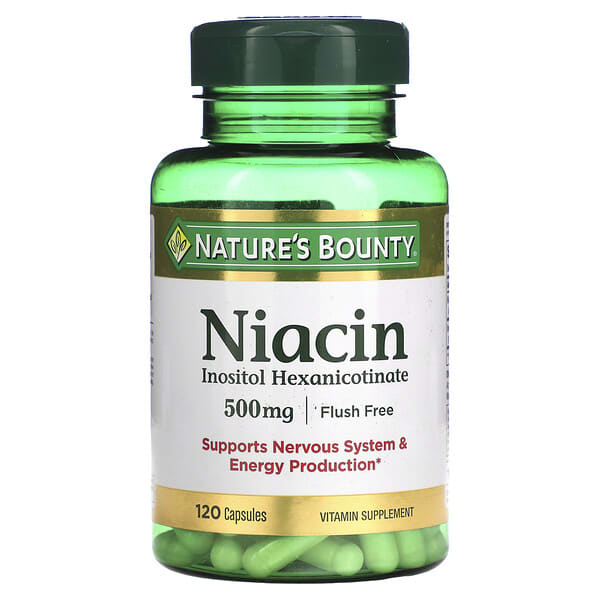 NATURE'S BOUNTY®
Niacin
Inositol Hexanicotinate
500mg | Flush Free
Supports Nervous System &
Energy Production*
120 Capsules VITAMIN SUPPLEMENT